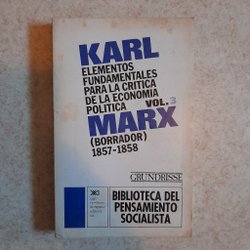 KARL
ELEMENTOS
FUNDAMENTALES
PARA LA CRITICA
DE LA ECONOMIA
POLITICA VOL. 3
MARX
(BORRADOR)
1857-1858
GRUNDRISSE
BIBLIOTECA DEL
PENSAMIENTO
SOCIALISTA